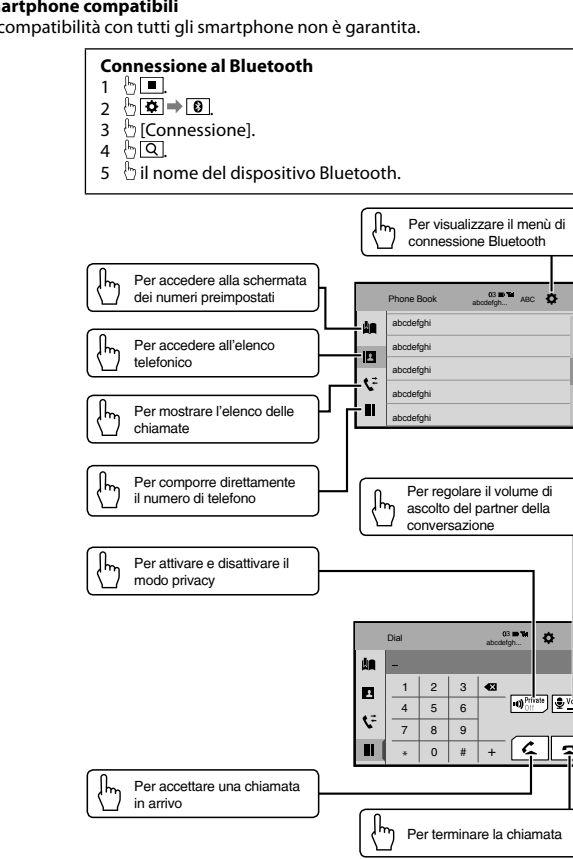 martphone compatibili
compatibilità con tutti gli smartphone non è garantita.
Connessione al Bluetooth
1
2
3 [Connessione].
4
5 il nome del dispositivo Bluetooth.
Per visualizzare il menù di
connessione Bluetooth
Per accedere alla schermata
dei numeri preimpostati
Per accedere all'elenco
telefonico
Per mostrare l'elenco delle
chiamate
Per comporre direttamente
il numero di telefono
Phone Book 03 abcdefgh... ABC
abcdefghi
abcdefghi
abcdefghi
abcdefghi
abcdefghi
Per regolare il volume di
ascolto del partner della
conversazione
Per attivare e disattivare il
modo privacy
Dial 03 abcdefgh...
–
1 2 3
4 5 6
7 8 9
* 0 # +
Private
Off
Per accettare una chiamata
in arrivo
Per terminare la chiamata